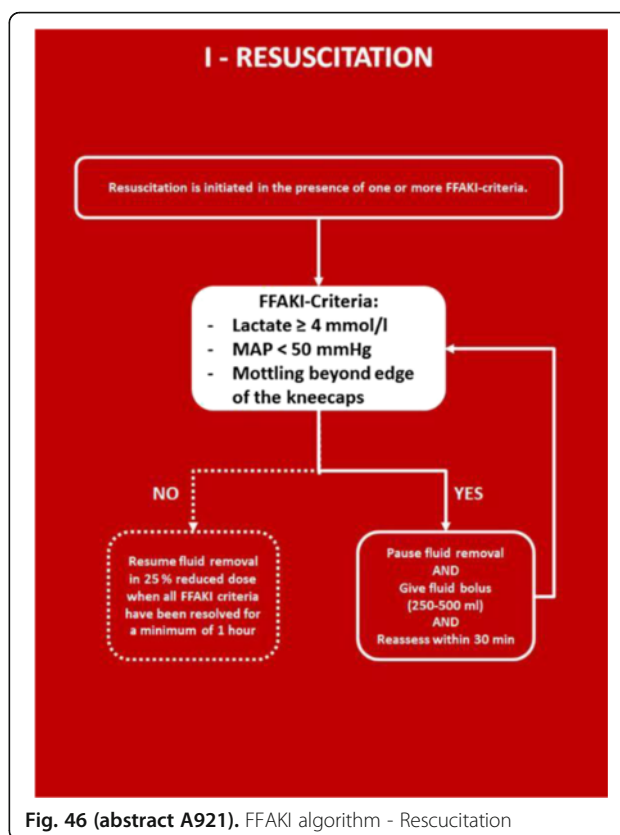 I - RESUSCITATION
Resuscitation is initiated in the presence of one or more FFAKI-criteria.
FFAKI-Criteria:
- Lactate ≥ 4 mmol/l
- MAP < 50 mmHg
- Mottling beyond edge
of the kneecaps
NO
YES
Resume fluid removal
in 25 % reduced dose
when all FFAKI criteria
have been resolved for
a minimum of 1 hour
Pause fluid removal
AND
Give fluid bolus
(250-500 ml)
AND
Reassess within 30 min
Fig. 46 (abstract A921). FFAKI algorithm - Rescucitation